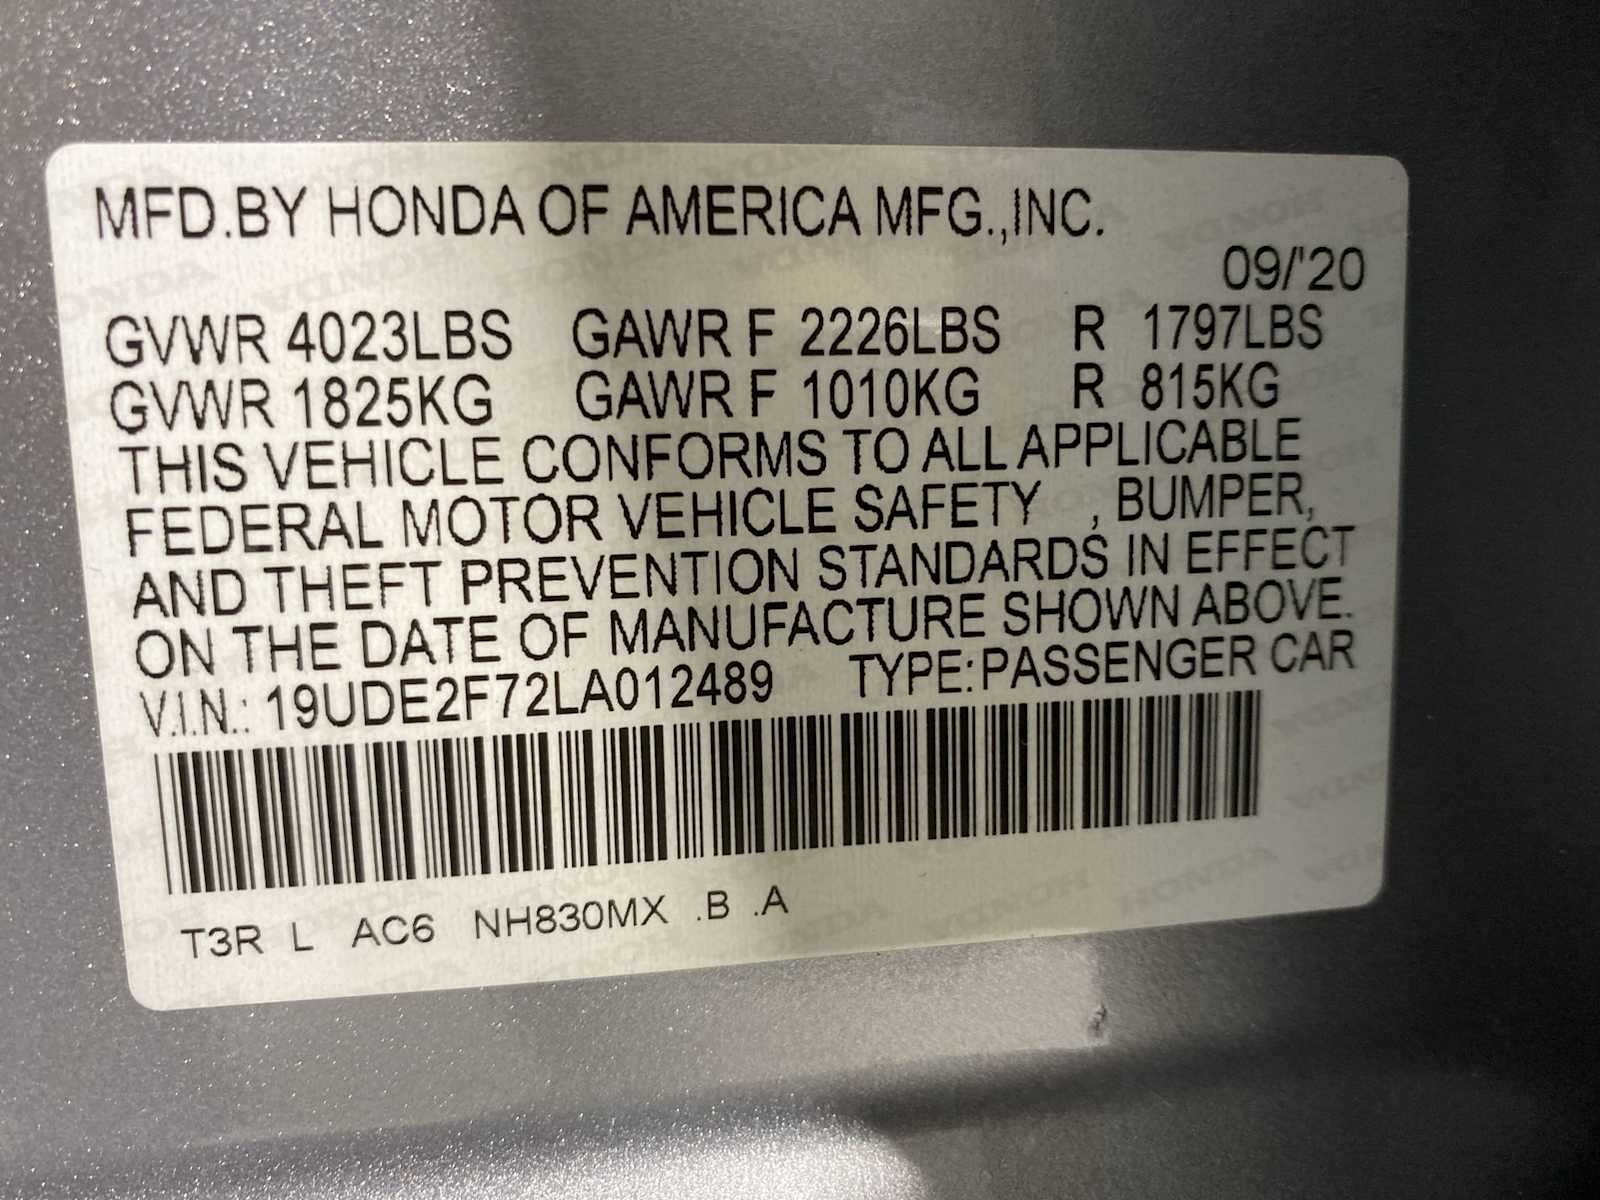 MFD.BY HONDA OF AMERICA MFG.,INC.
09/'20
GVWR 4023LBS GAWR F 2226LBS R 1797LBS
GVWR 1825KG GAWR F 1010KG R 815KG
THIS VEHICLE CONFORMS TO ALL APPLICABLE
FEDERAL MOTOR VEHICLE SAFETY , BUMPER,
AND THEFT PREVENTION STANDARDS IN EFFECT
ON THE DATE OF MANUFACTURE SHOWN ABOVE.
V.I.N.: 19UDE2F72LA012489 TYPE:PASSENGER CAR
T3R L AC6 NH830MX .B .A